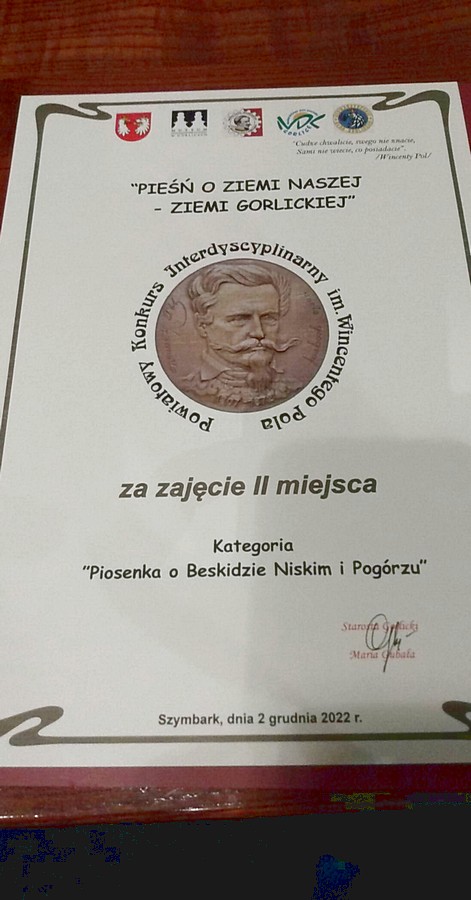 "Cudze chwalicie, swego nie znacie,
Sami nie wiecie, co posiadacie".
/Wincenty Pol/
"PIEŚŃ O ZIEMI NASZEJ
- ZIEMI GORLICKIEJ"
Powiatowy Konkurs Interdyscyplinarny im. Wincentego Pola
za zajęcie II miejsca
Kategoria
"Piosenka o Beskidzie Niskim i Pogórzu"
Starosta Gorlicki
Maria Gubała
Szymbark, dnia 2 grudnia 2022 r.